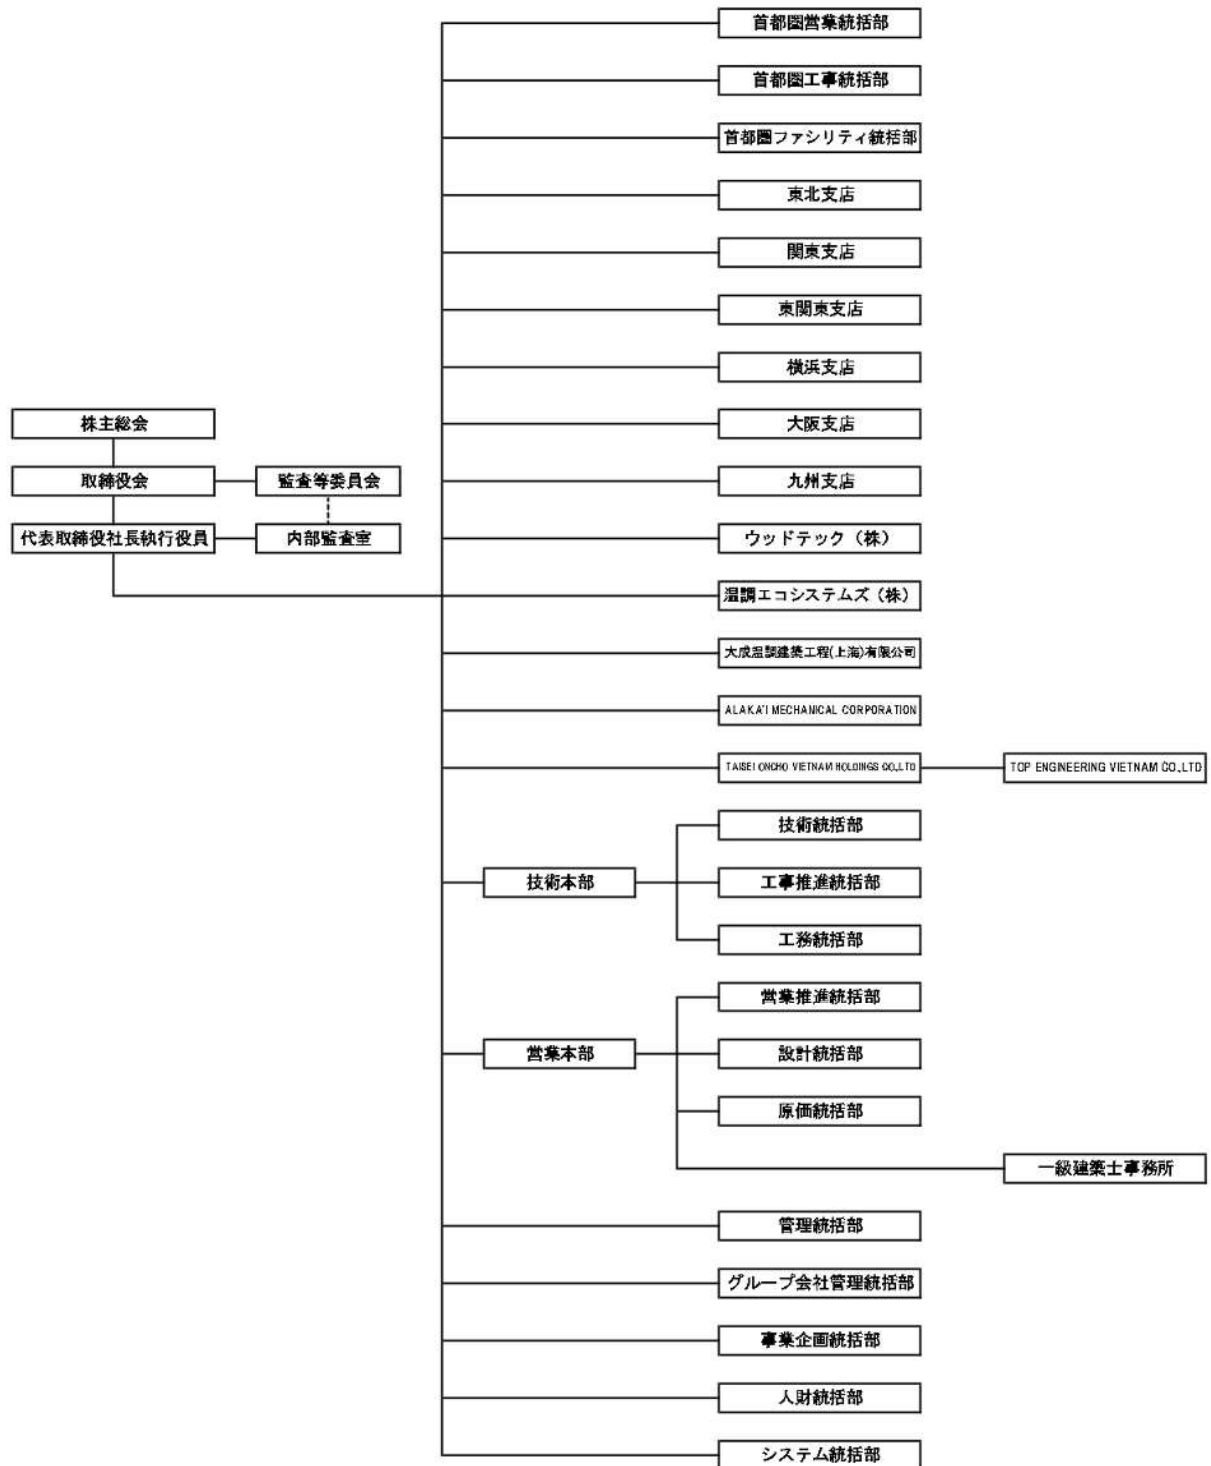 首都圏営業統括部
首都圏工事統括部
首都圏ファシリティ統括部
東北支店
関東支店
東関東支店
横浜支店
株主総会
大阪支店
取締役会
監査等委員会
九州支店
代表取締役社長執行役員
内部監査室
ウッドテック（株）
温調エコシステムズ（株）
大成温調建築工程(上海)有限公司
ALAKA'I MECHANICAL CORPORATION
TAISEI ONCHO VIETNAM HOLDINGS CO.,LTD
TOP ENGINEERING VIETNAM CO.,LTD
技術統括部
技術本部
工事推進統括部
工務統括部
営業推進統括部
営業本部
設計統括部
原価統括部
一級建築士事務所
管理統括部
グループ会社管理統括部
事業企画統括部
人財統括部
システム統括部